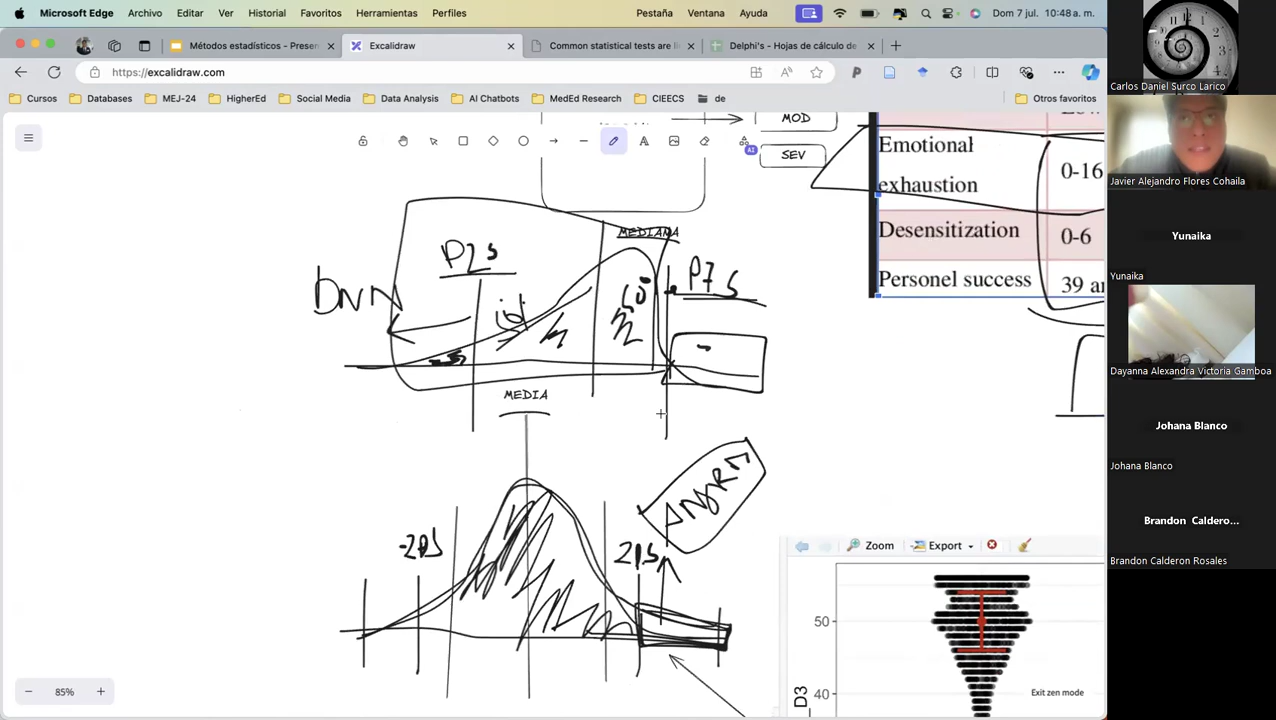 Microsoft Edge Archivo Editar Ver Historial Favoritos Herramientas Perfiles Pestaña Ventana Ayuda Dom 7 jul. 10:48 a. m.
Métodos estadísticos - Presen
Excalidraw
Common statistical tests are li
Delphi's - Hojas de cálculo de
https://excalidraw.com
Cursos Databases MEJ-24 HigherEd Social Media Data Analysis AI Chatbots MedEd Research CIEECS de Otros favoritos
MOD
SEV
AI
Emotional
exhaustion
0-16
Desensitization
0-6
Personel success
39 ar
MEDIANA
P25
P75
DNN
50
MEDIA
-2DS
2DS
Zoom Export
50
40
_D3
85%
Exit zen mode
Carlos Daniel Surco Larico
Javier Alejandro Flores Cohaila
Yunaika
Yunaika
Dayanna Alexandra Victoria Gamboa
Johana Blanco
Johana Blanco
Brandon Caldero...
Brandon Calderon Rosales